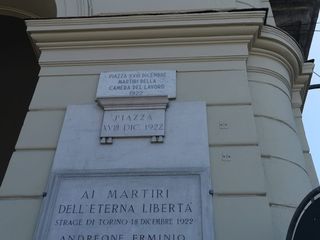 PIAZZA XVIII DICEMBRE
MARTIRI DELLA
CAMERA DEL LAVORO
1922
PIAZZA
XVIII DIC. 1922
AI MARTIRI
DELL'ETERNA LIBERTÀ
STRAGE DI TORINO - 18 DICEMBRE 1922
ANDREONE ERMINIO